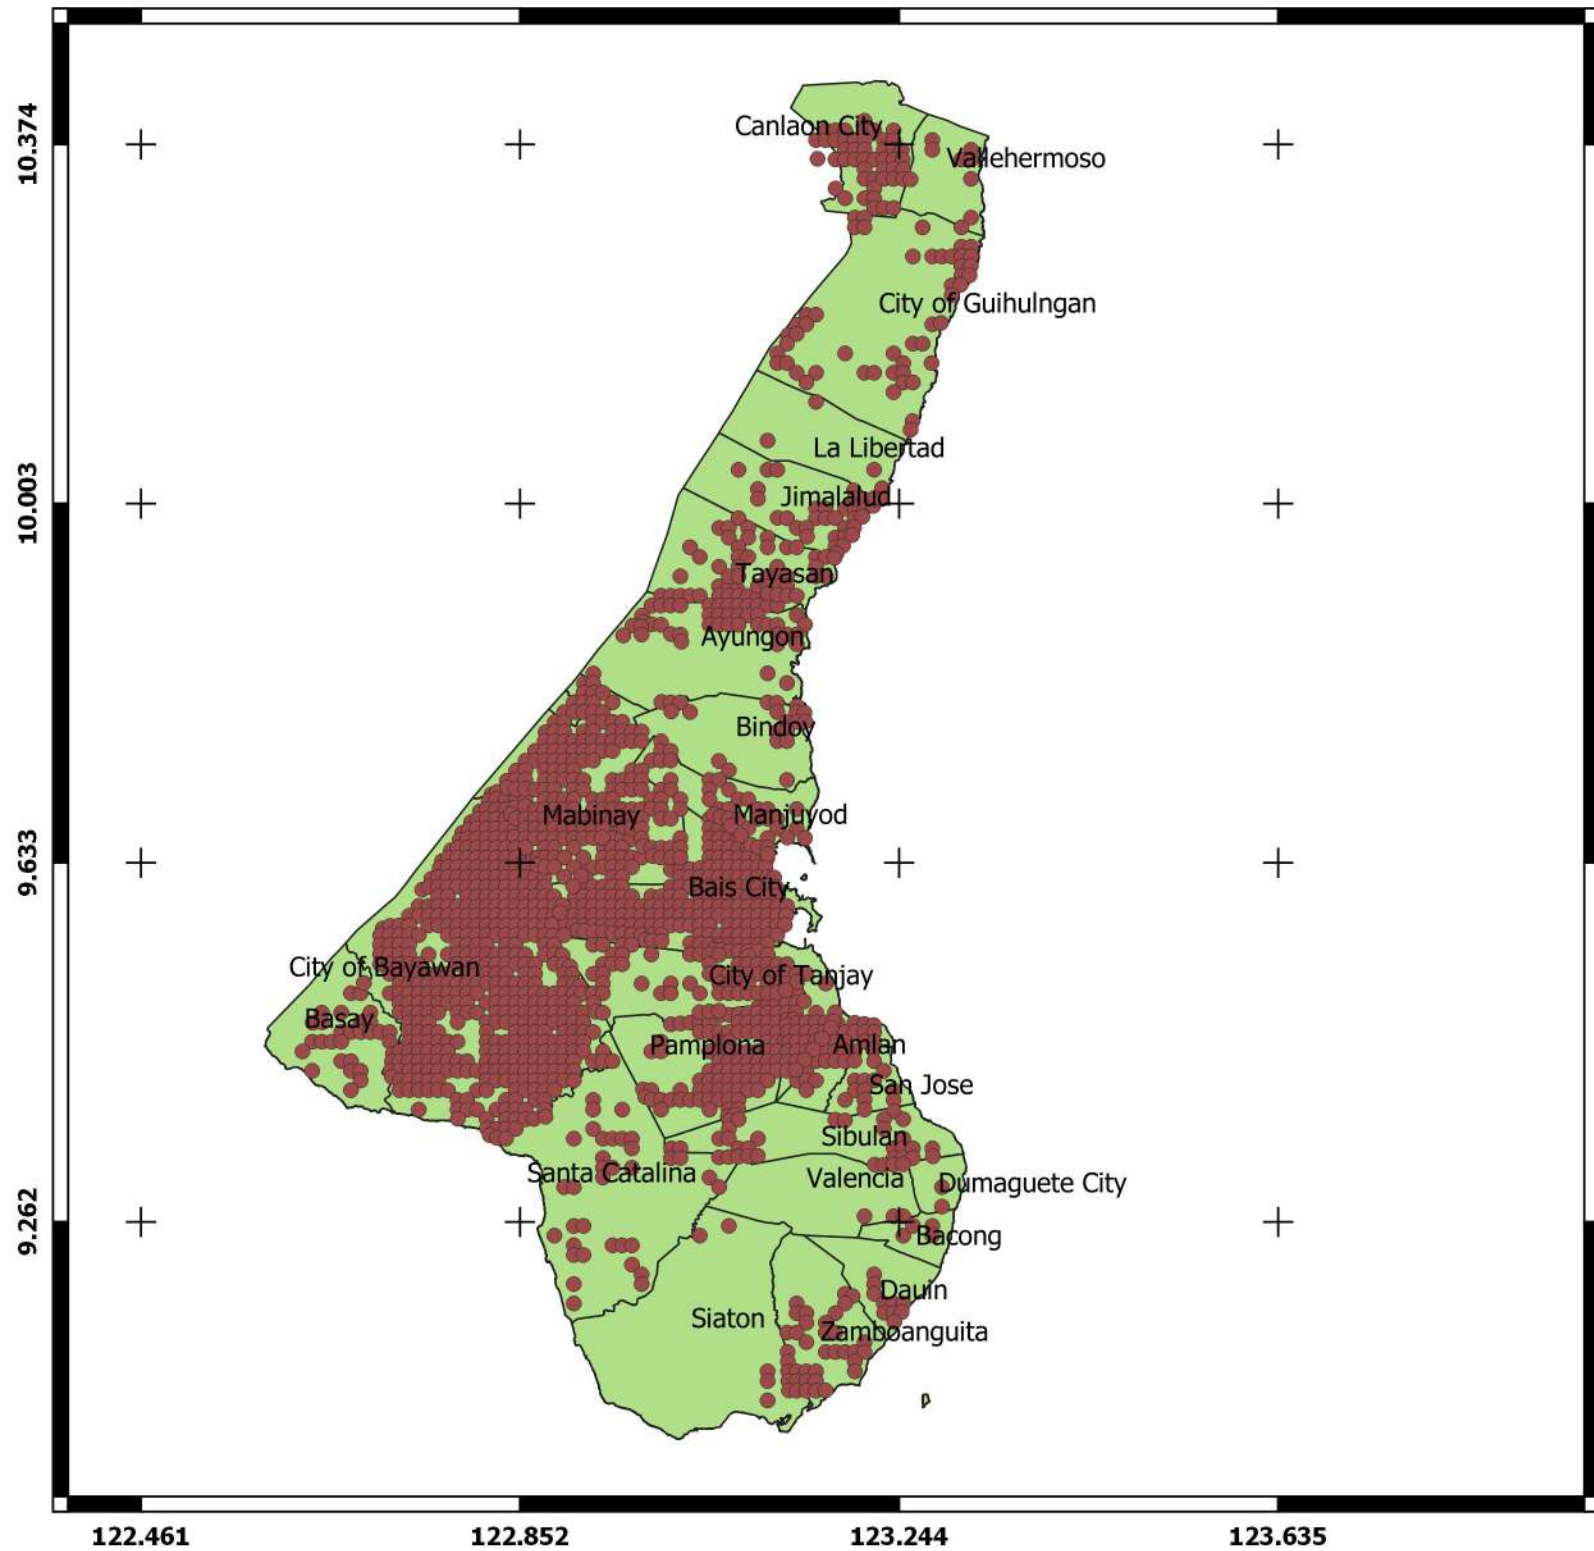 10.374
Canlaon City
Vallehermoso
City of Guihulngan
La Libertad
10.003
Jimalalud
Tayasan
Ayungon
Bindoy
Mabinay
Manjuyod
9.633
Bais City
City of Bayawan
City of Tanjay
Basay
Pamplona
Amlan
San Jose
Sibulan
Santa Catalina
Valencia
Dumaguete City
9.262
Bacong
Dauin
Siaton
Zamboanguita
122.461
122.852
123.244
123.635